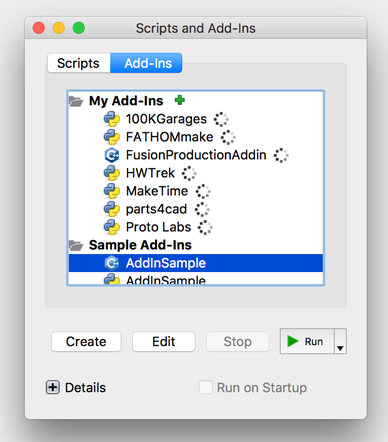 Scripts and Add-Ins
Scripts Add-Ins
My Add-Ins
100KGarages
FATHOMmake
FusionProductionAddin
HWTrek
MakeTime
parts4cad
Proto Labs
Sample Add-Ins
AddInSample
AddInSample
Create Edit Stop Run
Details Run on Startup